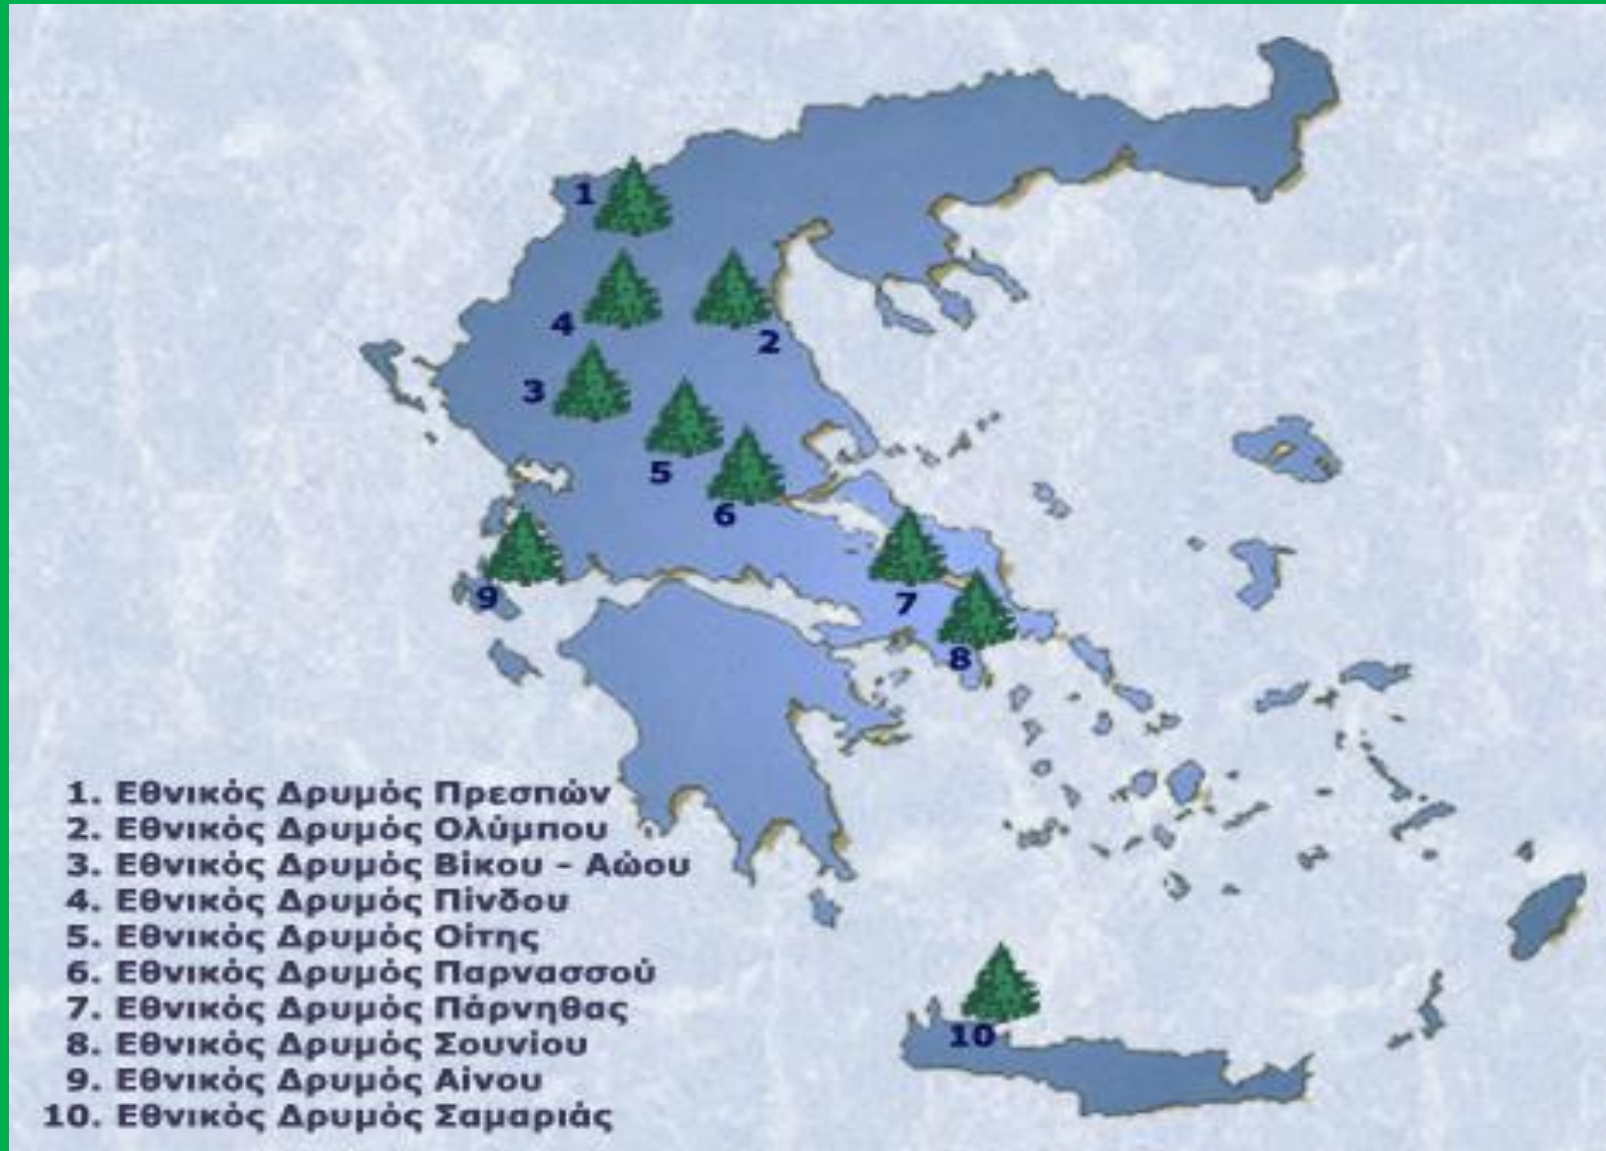 1
4
2
3
5
6
7
9
8
1. Εθνικός Δρυμός Πρεσπών
2. Εθνικός Δρυμός Ολύμπου
3. Εθνικός Δρυμός Βίκου – Αώου
4. Εθνικός Δρυμός Πίνδου
5. Εθνικός Δρυμός Οίτης
6. Εθνικός Δρυμός Παρνασσού
7. Εθνικός Δρυμός Πάρνηθας
8. Εθνικός Δρυμός Σουνίου
9. Εθνικός Δρυμός Αίνου
10. Εθνικός Δρυμός Σαμαριάς
10